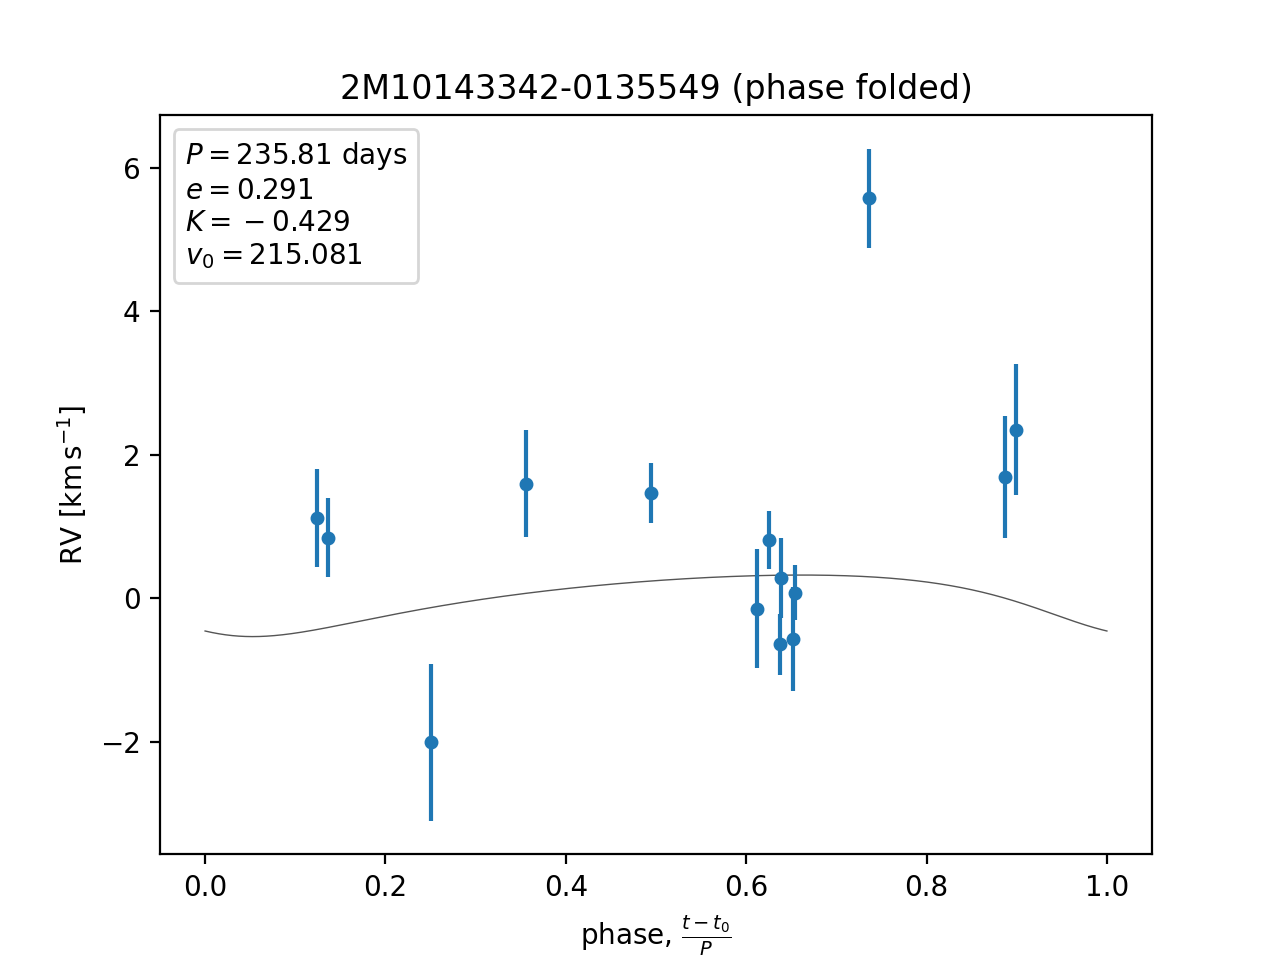 2M10143342-0135549 (phase folded)
P = 235.81 days
e = 0.291
K = −0.429
v₀ = 215.081
6
4
2
0
−2
RV [km s⁻¹]
0.0 0.2 0.4 0.6 0.8 1.0
phase, (t − t₀)/P